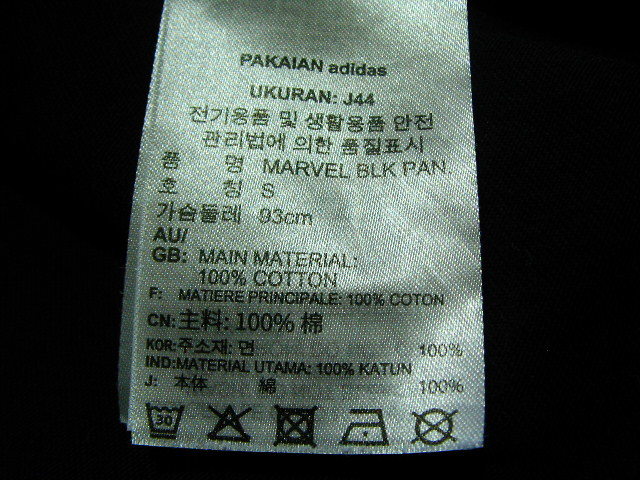 PAKAIAN adidas
UKURAN: J44
전기용품 및 생활용품 안전
관리법에 의한 품질표시
품 명 MARVEL BLK PAN.
호 칭 S
가슴둘레 93cm
AU/
GB: MAIN MATERIAL:
100% COTTON
F: MATIERE PRINCIPALE: 100% COTON
CN: 主料: 100% 棉
KOR: 주소재: 면 100%
IND: MATERIAL UTAMA: 100% KATUN
J: 本体 綿 100%
30